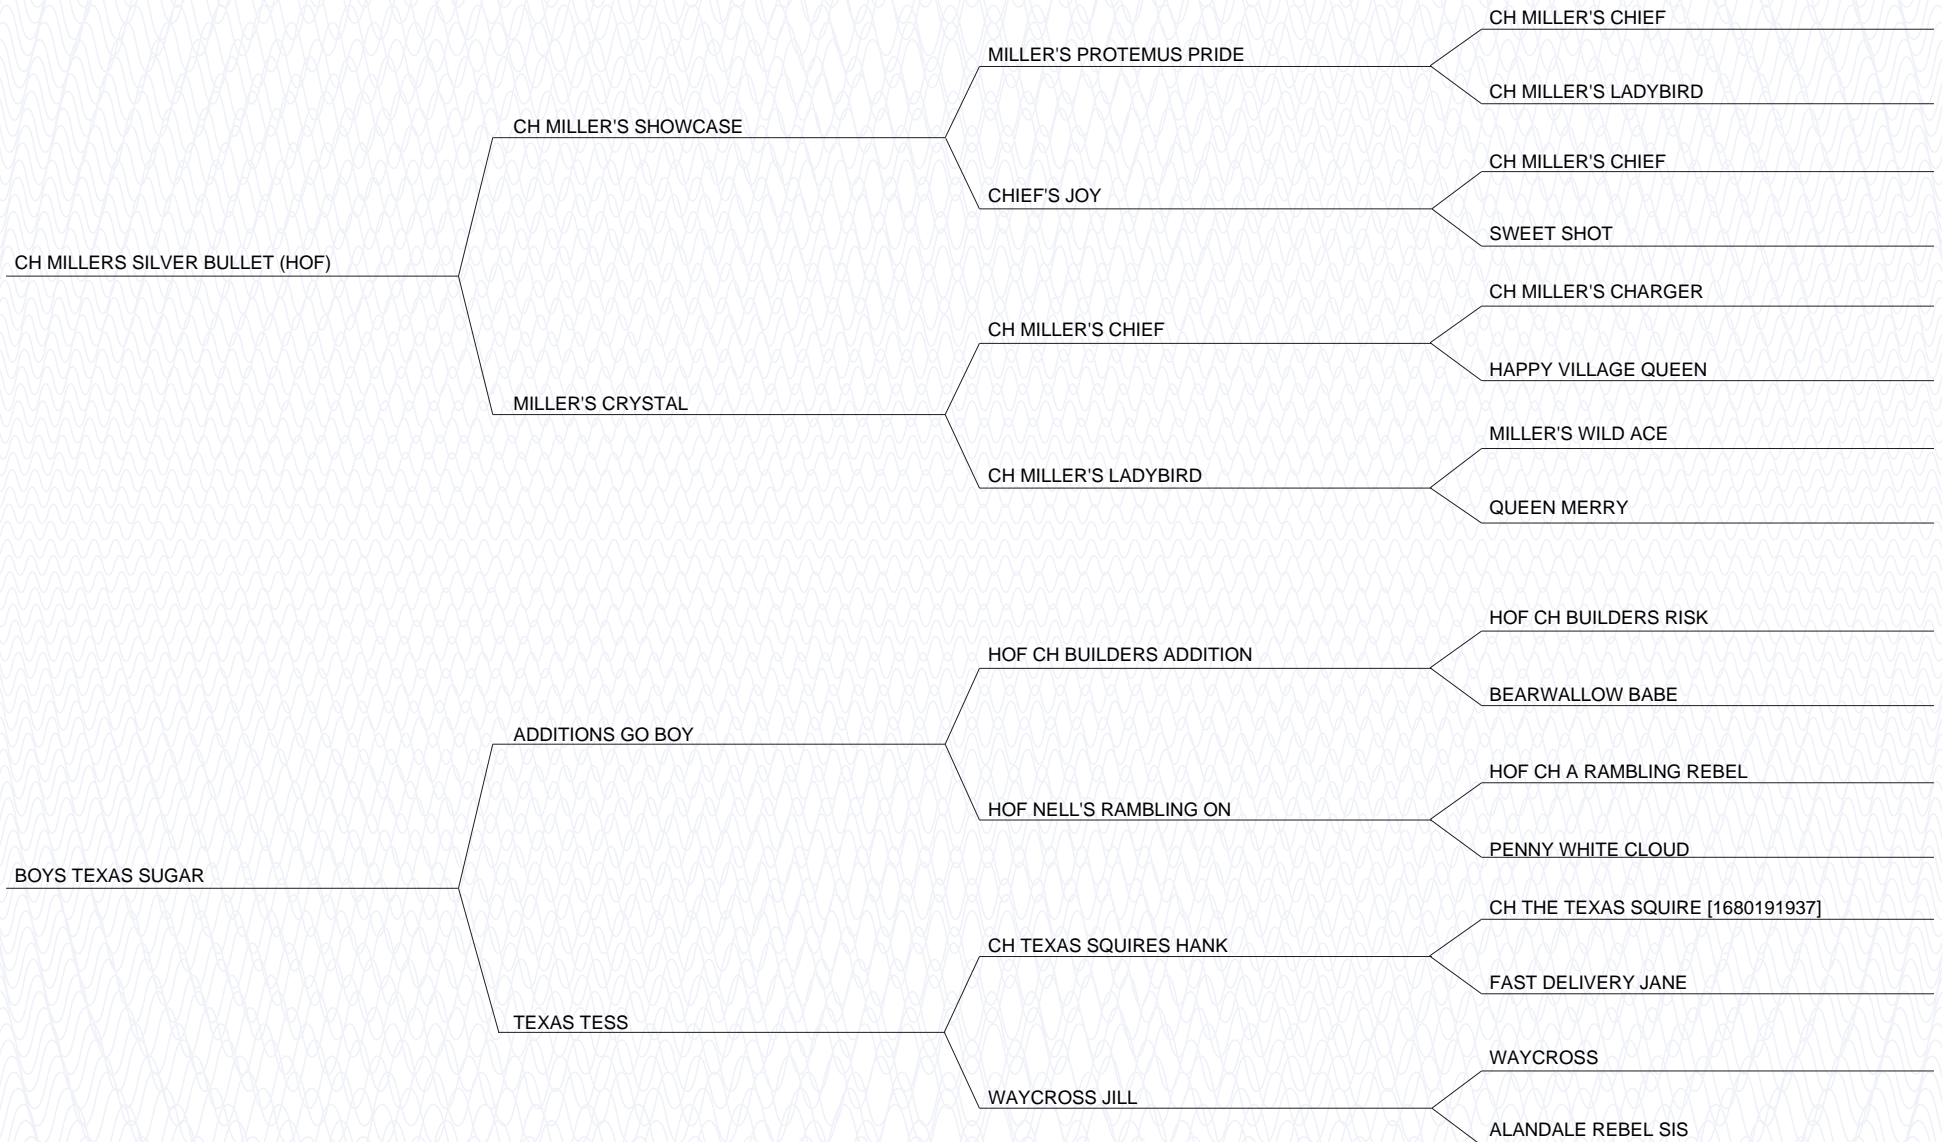 CH MILLER'S CHIEF
MILLER'S PROTEMUS PRIDE
CH MILLER'S LADYBIRD
CH MILLER'S SHOWCASE
CH MILLER'S CHIEF
CHIEF'S JOY
SWEET SHOT
CH MILLERS SILVER BULLET (HOF)
CH MILLER'S CHARGER
CH MILLER'S CHIEF
HAPPY VILLAGE QUEEN
MILLER'S CRYSTAL
MILLER'S WILD ACE
CH MILLER'S LADYBIRD
QUEEN MERRY
HOF CH BUILDERS RISK
HOF CH BUILDERS ADDITION
BEARWALLOW BABE
ADDITIONS GO BOY
HOF CH A RAMBLING REBEL
HOF NELL'S RAMBLING ON
PENNY WHITE CLOUD
BOYS TEXAS SUGAR
CH THE TEXAS SQUIRE [1680191937]
CH TEXAS SQUIRES HANK
FAST DELIVERY JANE
TEXAS TESS
WAYCROSS
WAYCROSS JILL
ALANDALE REBEL SIS